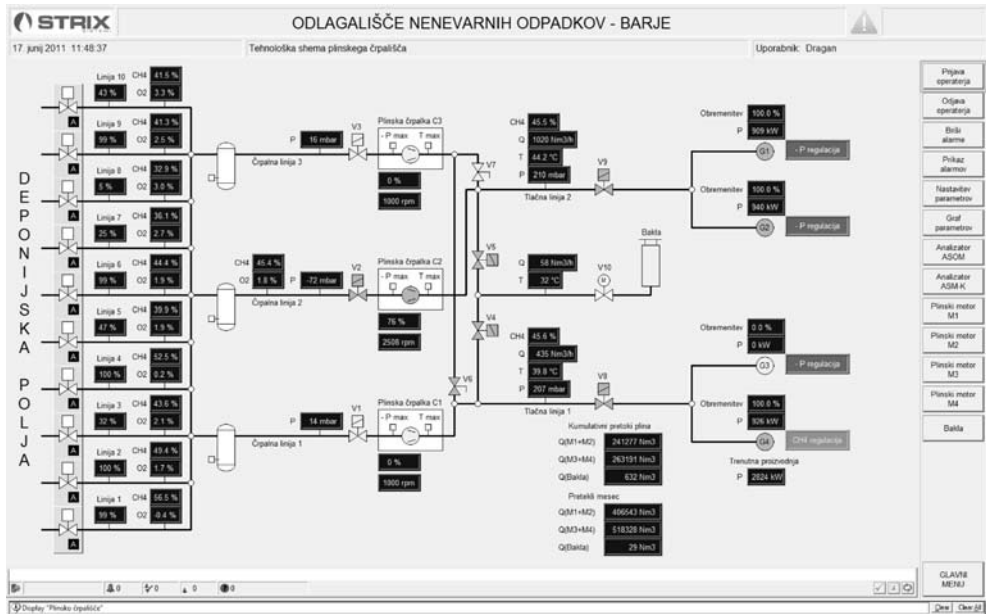 STRIX
SISTEMI
ODLAGALIŠČE NENEVARNIH ODPADKOV - BARJE
17. junij 2011 11:48:37
Tehnološka shema plinskega črpališča
Uporabnik: Dragan
DEPONIJSKA POLJA
Linija 10 CH4 41.5 %
43 % O2 3.3 %
A
Linija 9 CH4 41.3 %
99 % O2 2.5 %
A
Linija 8 CH4 32.9 %
5 % O2 3.0 %
A
Linija 7 CH4 36.1 %
25 % O2 2.7 %
A
Linija 6 CH4 44.4 %
99 % O2 1.9 %
A
Linija 5 CH4 39.9 %
47 % O2 1.9 %
A
Linija 4 CH4 52.5 %
100 % O2 0.2 %
A
Linija 3 CH4 43.6 %
32 % O2 2.1 %
A
Linija 2 CH4 49.4 %
100 % O2 1.7 %
A
Linija 1 CH4 56.5 %
99 % O2 -0.4 %
A
P 16 mbar
V3
Črpalna linija 3
Plinska črpalka C3
- P max T max
0 %
1000 rpm
CH4 45.4 %
O2 1.8 % P -72 mbar
V2
Črpalna linija 2
Plinska črpalka C2
- P max T max
76 %
2508 rpm
P 14 mbar
V1
Črpalna linija 1
Plinska črpalka C1
- P max T max
0 %
1000 rpm
V7
V5
V4
V6
CH4 45.5 %
Q 1020 Nm3/h
T 44.2 °C
P 210 mbar
Tlačna linija 2
V9
Q 58 Nm3/h
T 32 °C
V10
M
Bakla
CH4 45.6 %
Q 435 Nm3/h
T 39.8 °C
P 207 mbar
Tlačna linija 1
V8
Obremenitev 100.0 %
P 909 kW
G1 - P regulacija
Obremenitev 100.0 %
P 940 kW
G2 - P regulacija
Obremenitev 0.0 %
P 0 kW
G3 - P regulacija
Obremenitev 100.0 %
P 926 kW
G4 CH4 regulacija
Trenutna proizvodnja
P 2824 kW
Kumulativni pretoki plina
Q(M1+M2) 241277 Nm3
Q(M3+M4) 263191 Nm3
Q(Bakla) 632 Nm3
Pretekli mesec
Q(M1+M2) 406543 Nm3
Q(M3+M4) 518328 Nm3
Q(Bakla) 29 Nm3
Prijava
operaterja
Odjava
operaterja
Briši
alarme
Prikaz
alarmov
Nastavitev
parametrov
Graf
parametrov
Analizator
ASOM
Analizator
ASM-K
Plinski motor
M1
Plinski motor
M2
Plinski motor
M3
Plinski motor
M4
Bakla
GLAVNI
MENU
0 0 0 0
Display "Plinsko črpališče"
Clear Clear All